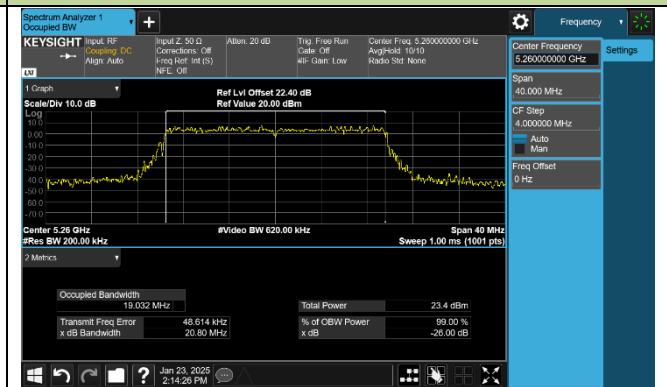 Spectrum Analyzer 1
Occupied BW
Frequency
KEYSIGHT
Input: RF
Coupling: DC
Align: Auto
Input Z: 50 Ω
Corrections: Off
Freq Ref: Int (S)
NFE: Off
Atten: 20 dB
Trig: Free Run
Gate: Off
#IF Gain: Low
Center Freq: 5.260000000 GHz
Avg|Hold: 10/10
Radio Std: None
LXI
1 Graph
Scale/Div 10.0 dB
Ref Lvl Offset 22.40 dB
Ref Value 20.00 dBm
Log
10.0
0.00
-10.0
-20.0
-30.0
-40.0
-50.0
-60.0
-70.0
Center 5.26 GHz
#Video BW 620.00 kHz
Span 40 MHz
#Res BW 200.00 kHz
Sweep 1.00 ms (1001 pts)
2 Metrics
Occupied Bandwidth
19.032 MHz
Total Power
23.4 dBm
Transmit Freq Error
48.614 kHz
% of OBW Power
99.00 %
x dB Bandwidth
20.80 MHz
x dB
-26.00 dB
Center Frequency
5.260000000 GHz
Settings
Span
40.000 MHz
CF Step
4.000000 MHz
Auto
Man
Freq Offset
0 Hz
?
Jan 23, 2025
2:14:26 PM